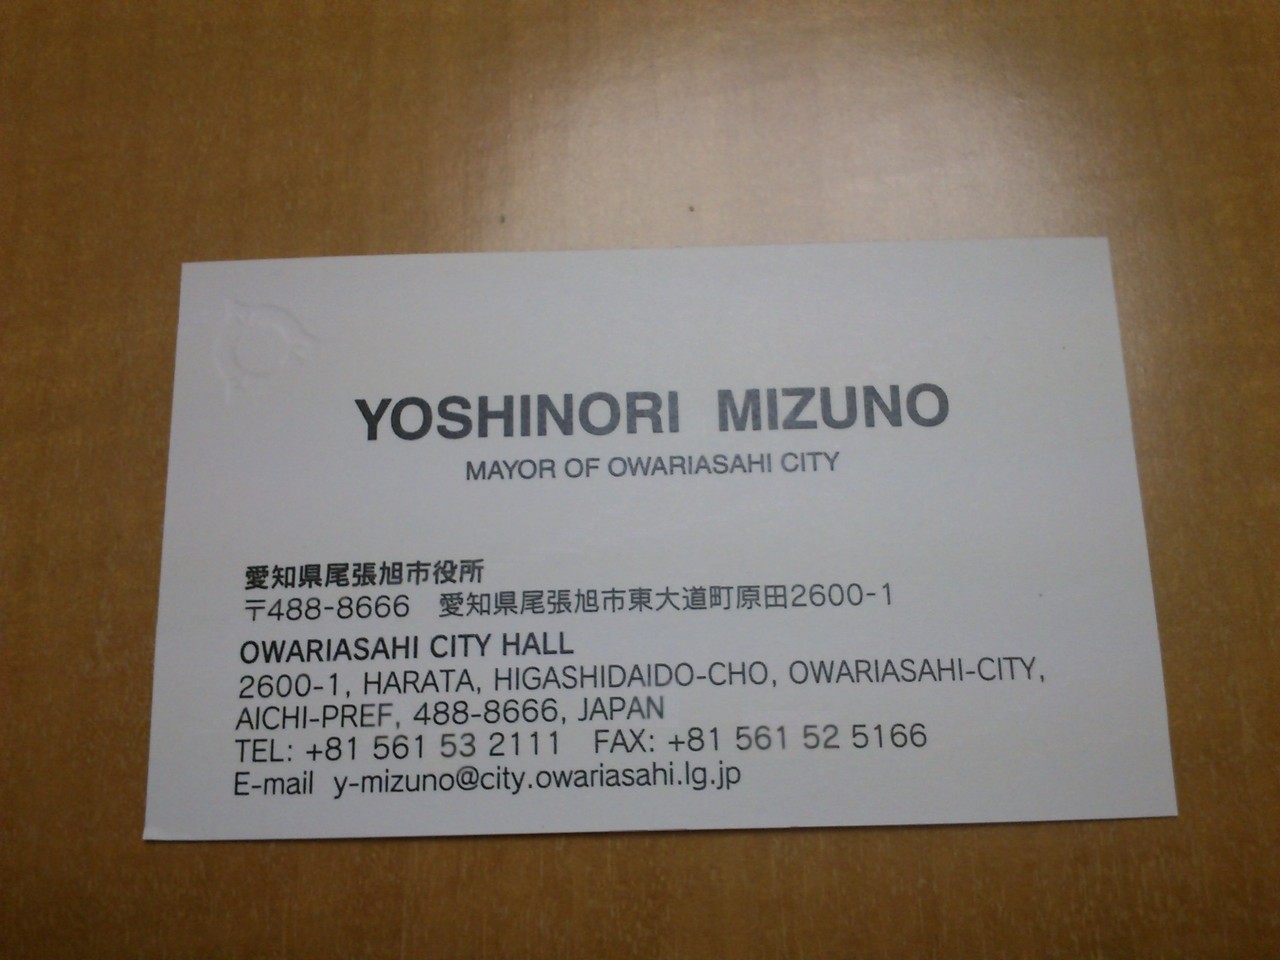 YOSHINORI MIZUNO
MAYOR OF OWARIASAHI CITY
愛知県尾張旭市役所
〒488-8666 愛知県尾張旭市東大道町原田2600-1
OWARIASAHI CITY HALL
2600-1, HARATA, HIGASHIDAIDO-CHO, OWARIASAHI-CITY,
AICHI-PREF, 488-8666, JAPAN
TEL: +81 561 53 2111 FAX: +81 561 52 5166
E-mail y-mizuno@city.owariasahi.lg.jp